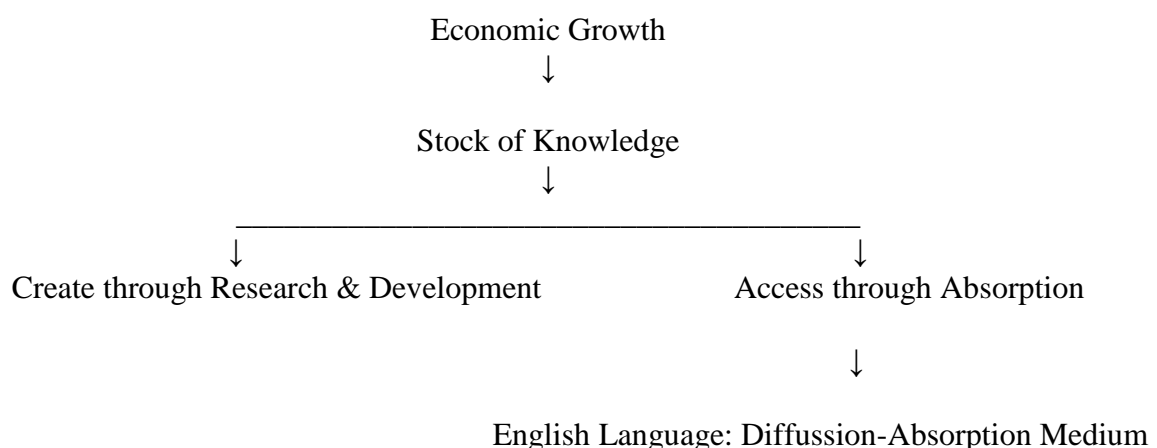 Economic Growth
↓
Stock of Knowledge
↓
↓ ↓
Create through Research & Development Access through Absorption
↓
English Language: Diffussion-Absorption Medium